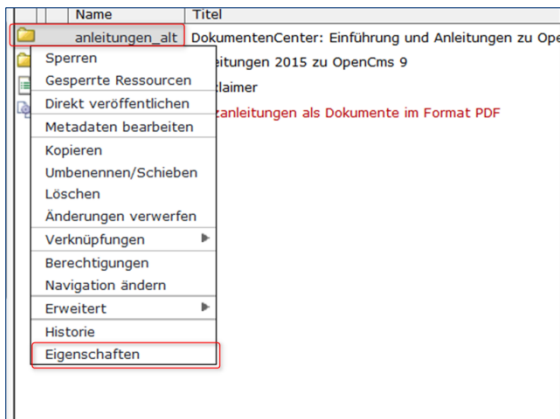 Name Titel
anleitungen_alt DokumentenCenter: Einführung und Anleitungen zu Ope
Sperren eitungen 2015 zu OpenCms 9
Gesperrte Ressourcen claimer
Direkt veröffentlichen zanleitungen als Dokumente im Format PDF
Metadaten bearbeiten
Kopieren
Umbenennen/Schieben
Löschen
Änderungen verwerfen
Verknüpfungen
Berechtigungen
Navigation ändern
Erweitert
Historie
Eigenschaften